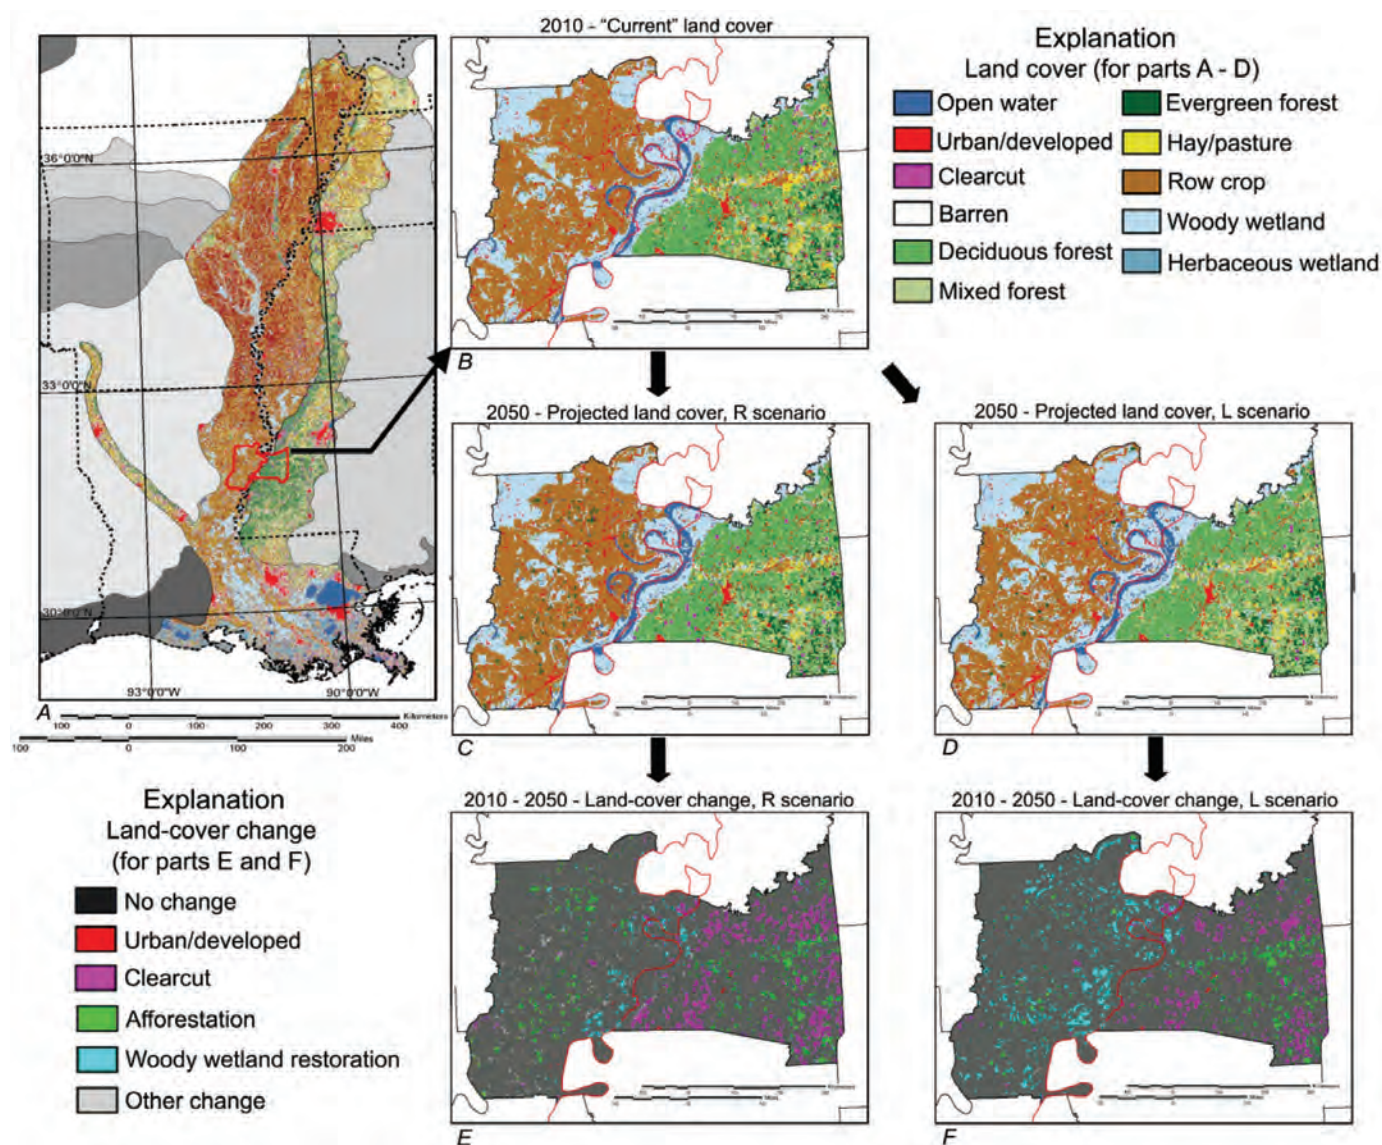 2010 - “Current” land cover
Explanation
Land cover (for parts A - D)
Open water
Urban/developed
Clearcut
Barren
Deciduous forest
Mixed forest
Evergreen forest
Hay/pasture
Row crop
Woody wetland
Herbaceous wetland
36°0'0"N
33°0'0"N
30°0'0"N
93°0'0"W
90°0'0"W
A
100 0 100 200 300 400 Kilometers
100 0 100 200 Miles
B
2050 - Projected land cover, R scenario
C
2050 - Projected land cover, L scenario
D
Explanation
Land-cover change
(for parts E and F)
No change
Urban/developed
Clearcut
Afforestation
Woody wetland restoration
Other change
2010 - 2050 - Land-cover change, R scenario
E
2010 - 2050 - Land-cover change, L scenario
F